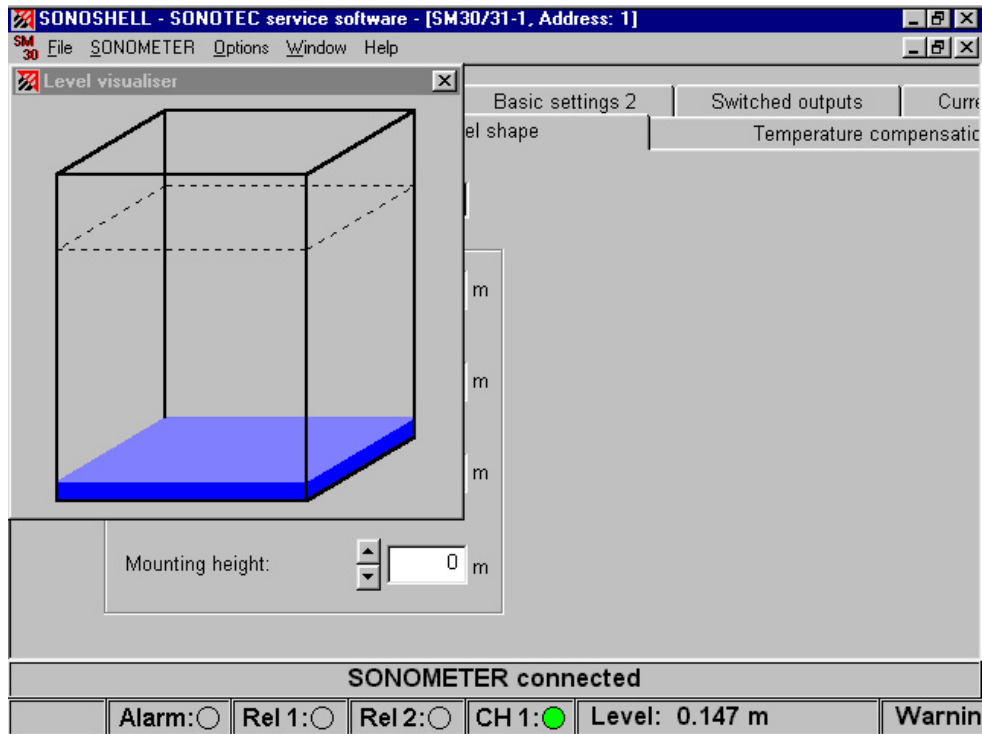 SONOSHELL - SONOTEC service software - [SM30/31-1, Address: 1]
SM 30 File SONOMETER Options Window Help
Level visualiser
Basic settings 2 Switched outputs Curre
el shape Temperature compensatic
m
m
m
Mounting height: 0 m
SONOMETER connected
Alarm: Rel 1: Rel 2: CH 1: Level: 0.147 m Warnin